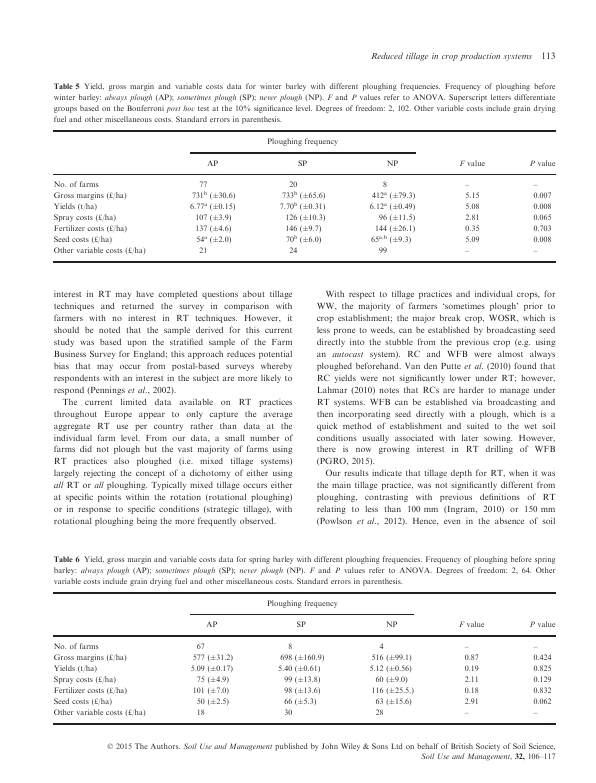 Reduced tillage in crop production systems 113
Table 5 Yield, gross margin and variable costs data for winter barley with different ploughing frequencies. Frequency of ploughing before
winter barley: always plough (AP); sometimes plough (SP); never plough (NP). F and P values refer to ANOVA. Superscript letters differentiate
groups based on the Bonferroni post hoc test at the 10% significance level. Degrees of freedom: 2, 102. Other variable costs include grain drying
fuel and other miscellaneous costs. Standard errors in parenthesis.
Ploughing frequency
AP SP NP F value P value
No. of farms 77 20 8 – –
Gross margins (£/ha) 731ᵇ (±30.6) 733ᵇ (±65.6) 412ᵃ (±79.3) 5.15 0.007
Yields (t/ha) 6.77ᵃ (±0.15) 7.70ᵇ (±0.31) 6.12ᵃ (±0.49) 5.08 0.008
Spray costs (£/ha) 107 (±3.9) 126 (±10.3) 96 (±11.5) 2.81 0.065
Fertilizer costs (£/ha) 137 (±4.6) 146 (±9.7) 144 (±26.1) 0.35 0.703
Seed costs (£/ha) 54ᵃ (±2.0) 70ᵇ (±6.0) 65ᵃ,ᵇ (±9.3) 5.09 0.008
Other variable costs (£/ha) 21 24 99 – –
interest in RT may have completed questions about tillage
techniques and returned the survey in comparison with
farmers with no interest in RT techniques. However, it
should be noted that the sample derived for this current
study was based upon the stratified sample of the Farm
Business Survey for England; this approach reduces potential
bias that may occur from postal-based surveys whereby
respondents with an interest in the subject are more likely to
respond (Pennings et al., 2002).
The current limited data available on RT practices
throughout Europe appear to only capture the average
aggregate RT use per country rather than data at the
individual farm level. From our data, a small number of
farms did not plough but the vast majority of farms using
RT practices also ploughed (i.e. mixed tillage systems)
largely rejecting the concept of a dichotomy of either using
all RT or all ploughing. Typically mixed tillage occurs either
at specific points within the rotation (rotational ploughing)
or in response to specific conditions (strategic tillage), with
rotational ploughing being the more frequently observed.
With respect to tillage practices and individual crops, for
WW, the majority of farmers ‘sometimes plough’ prior to
crop establishment; the major break crop, WOSR, which is
less prone to weeds, can be established by broadcasting seed
directly into the stubble from the previous crop (e.g. using
an autocast system). RC and WFB were almost always
ploughed beforehand. Van den Putte et al. (2010) found that
RC yields were not significantly lower under RT; however,
Lahmar (2010) notes that RCs are harder to manage under
RT systems. WFB can be established via broadcasting and
then incorporating seed directly with a plough, which is a
quick method of establishment and suited to the wet soil
conditions usually associated with later sowing. However,
there is now growing interest in RT drilling of WFB
(PGRO, 2015).
Our results indicate that tillage depth for RT, when it was
the main tillage practice, was not significantly different from
ploughing, contrasting with previous definitions of RT
relating to less than 100 mm (Ingram, 2010) or 150 mm
(Powlson et al., 2012). Hence, even in the absence of soil
Table 6 Yield, gross margin and variable costs data for spring barley with different ploughing frequencies. Frequency of ploughing before spring
barley: always plough (AP); sometimes plough (SP); never plough (NP). F and P values refer to ANOVA. Degrees of freedom: 2, 64. Other
variable costs include grain drying fuel and other miscellaneous costs. Standard errors in parenthesis.
Ploughing frequency
AP SP NP F value P value
No. of farms 67 8 4 – –
Gross margins (£/ha) 577 (±31.2) 698 (±160.9) 516 (±99.1) 0.87 0.424
Yields (t/ha) 5.09 (±0.17) 5.40 (±0.61) 5.12 (±0.56) 0.19 0.825
Spray costs (£/ha) 75 (±4.9) 99 (±13.8) 60 (±9.0) 2.11 0.129
Fertilizer costs (£/ha) 101 (±7.0) 98 (±13.6) 116 (±25.5.) 0.18 0.832
Seed costs (£/ha) 50 (±2.5) 66 (±5.3) 63 (±15.6) 2.91 0.062
Other variable costs (£/ha) 18 30 28 – –
© 2015 The Authors. Soil Use and Management published by John Wiley & Sons Ltd on behalf of British Society of Soil Science,
Soil Use and Management, 32, 106–117